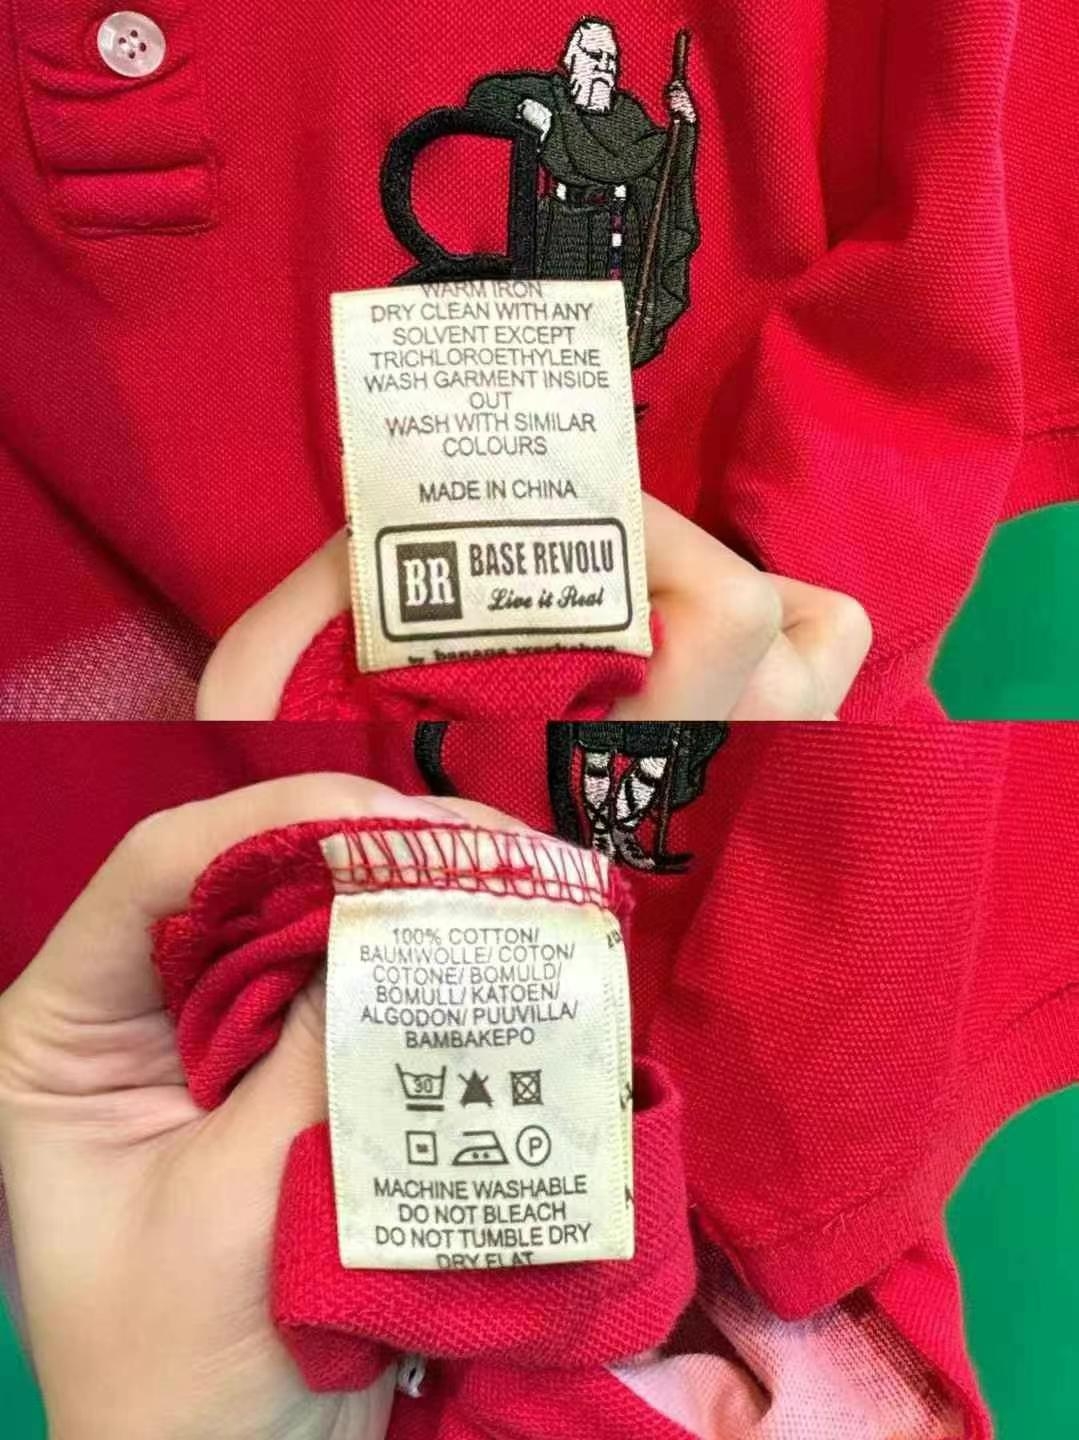 WARM IRON
DRY CLEAN WITH ANY
SOLVENT EXCEPT
TRICHLOROETHYLENE
WASH GARMENT INSIDE
OUT
WASH WITH SIMILAR
COLOURS
MADE IN CHINA
BR
BASE REVOLU
Live it Real
100% COTTON/
BAUMWOLLE/ COTON/
COTONE/ BOMULD/
BOMULL/ KATOEN/
ALGODON/ PUUVILLA/
BAMBAKEPO
30
P
MACHINE WASHABLE
DO NOT BLEACH
DO NOT TUMBLE DRY
DRY FLAT